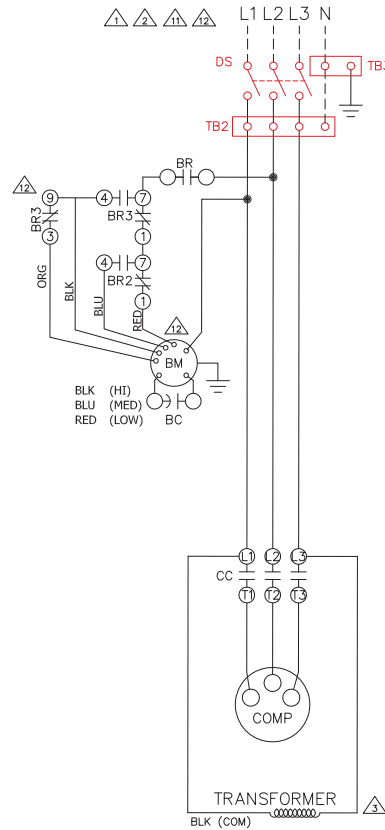 1 2 11 12
L1 L2 L3 N
DS
TB2
BR
12
9 4 7
BR3
BR3
3 1
4 7
BR2
ORG
BLK
BLU
1
RED
12
BM
BLK (HI)
BLU (MED)
RED (LOW)
BC
L1 L2 L3
CC
T1 T2 T3
COMP
TRANSFORMER
3
BLK (COM)